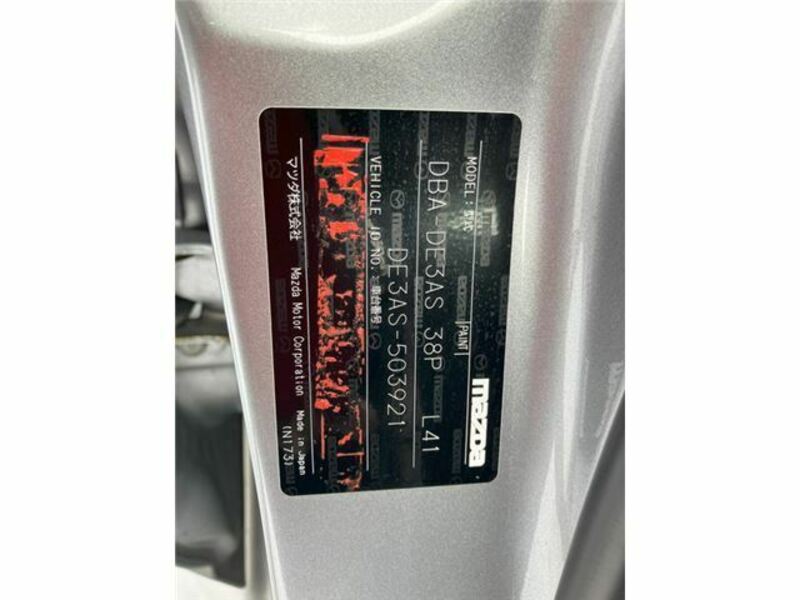 mazda
MODEL:型式 PAINT
DBA-DE3AS 38P L41
VEHICLE ID NO.:車台番号
DE3AS-503921
マツダ株式会社 Mazda Motor Corporation Made in Japan
(N173)